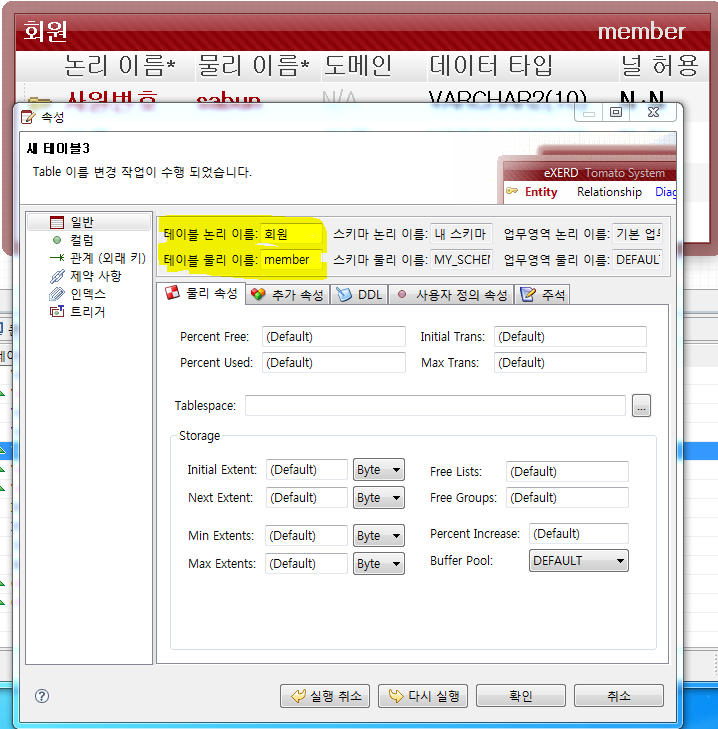 회원 member
논리 이름* 물리 이름* 도메인 데이터 타입 널 허용
사원번호 sabun N/A VARCHAR2(10) N
속성
새 테이블3
Table 이름 변경 작업이 수행 되었습니다.
eXERD Tomato System
Entity Relationship Diag
일반
컬럼
관계 (외래 키)
제약 사항
인덱스
트리거
테이블 논리 이름: 회원 스키마 논리 이름: 내 스키마 업무영역 논리 이름: 기본 업
테이블 물리 이름: member 스키마 물리 이름: MY_SCHEM 업무영역 물리 이름: DEFAUL
물리 속성 추가 속성 DDL 사용자 정의 속성 주석
Percent Free: (Default) Initial Trans: (Default)
Percent Used: (Default) Max Trans: (Default)
Tablespace: ...
Storage
Initial Extent: (Default) Byte Free Lists: (Default)
Next Extent: (Default) Byte Free Groups: (Default)
Min Extents: (Default) Byte Percent Increase: (Default)
Max Extents: (Default) Byte Buffer Pool: DEFAULT
실행 취소 다시 실행 확인 취소